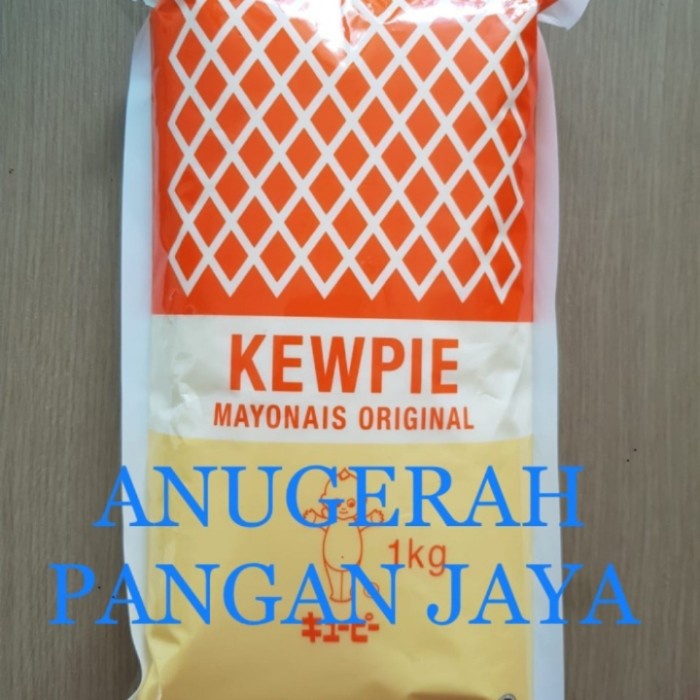 KEWPIE
MAYONAIS ORIGINAL
ANUGERAH
1kg
PANGAN JAYA
キユーピー